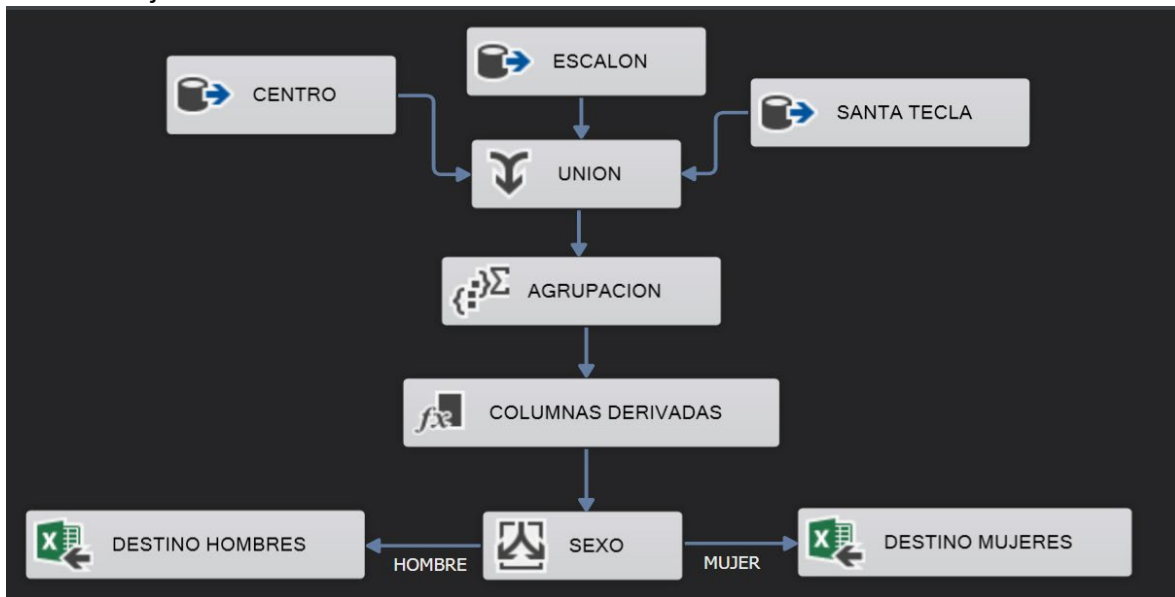 ESCALON
CENTRO
SANTA TECLA
UNION
AGRUPACION
COLUMNAS DERIVADAS
DESTINO HOMBRES
HOMBRE
SEXO
MUJER
DESTINO MUJERES